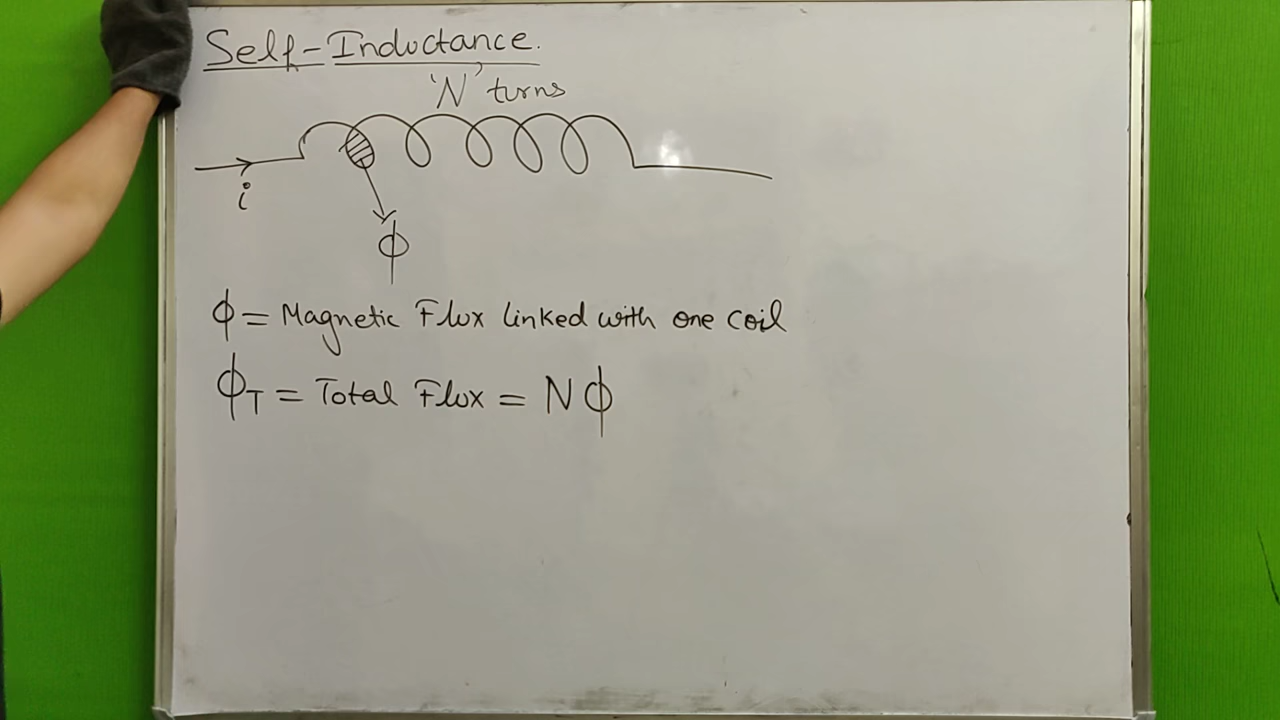 Self-Inductance.
'N' turns
i
ϕ
ϕ = Magnetic Flux linked with one coil
ϕT = Total Flux = Nϕ